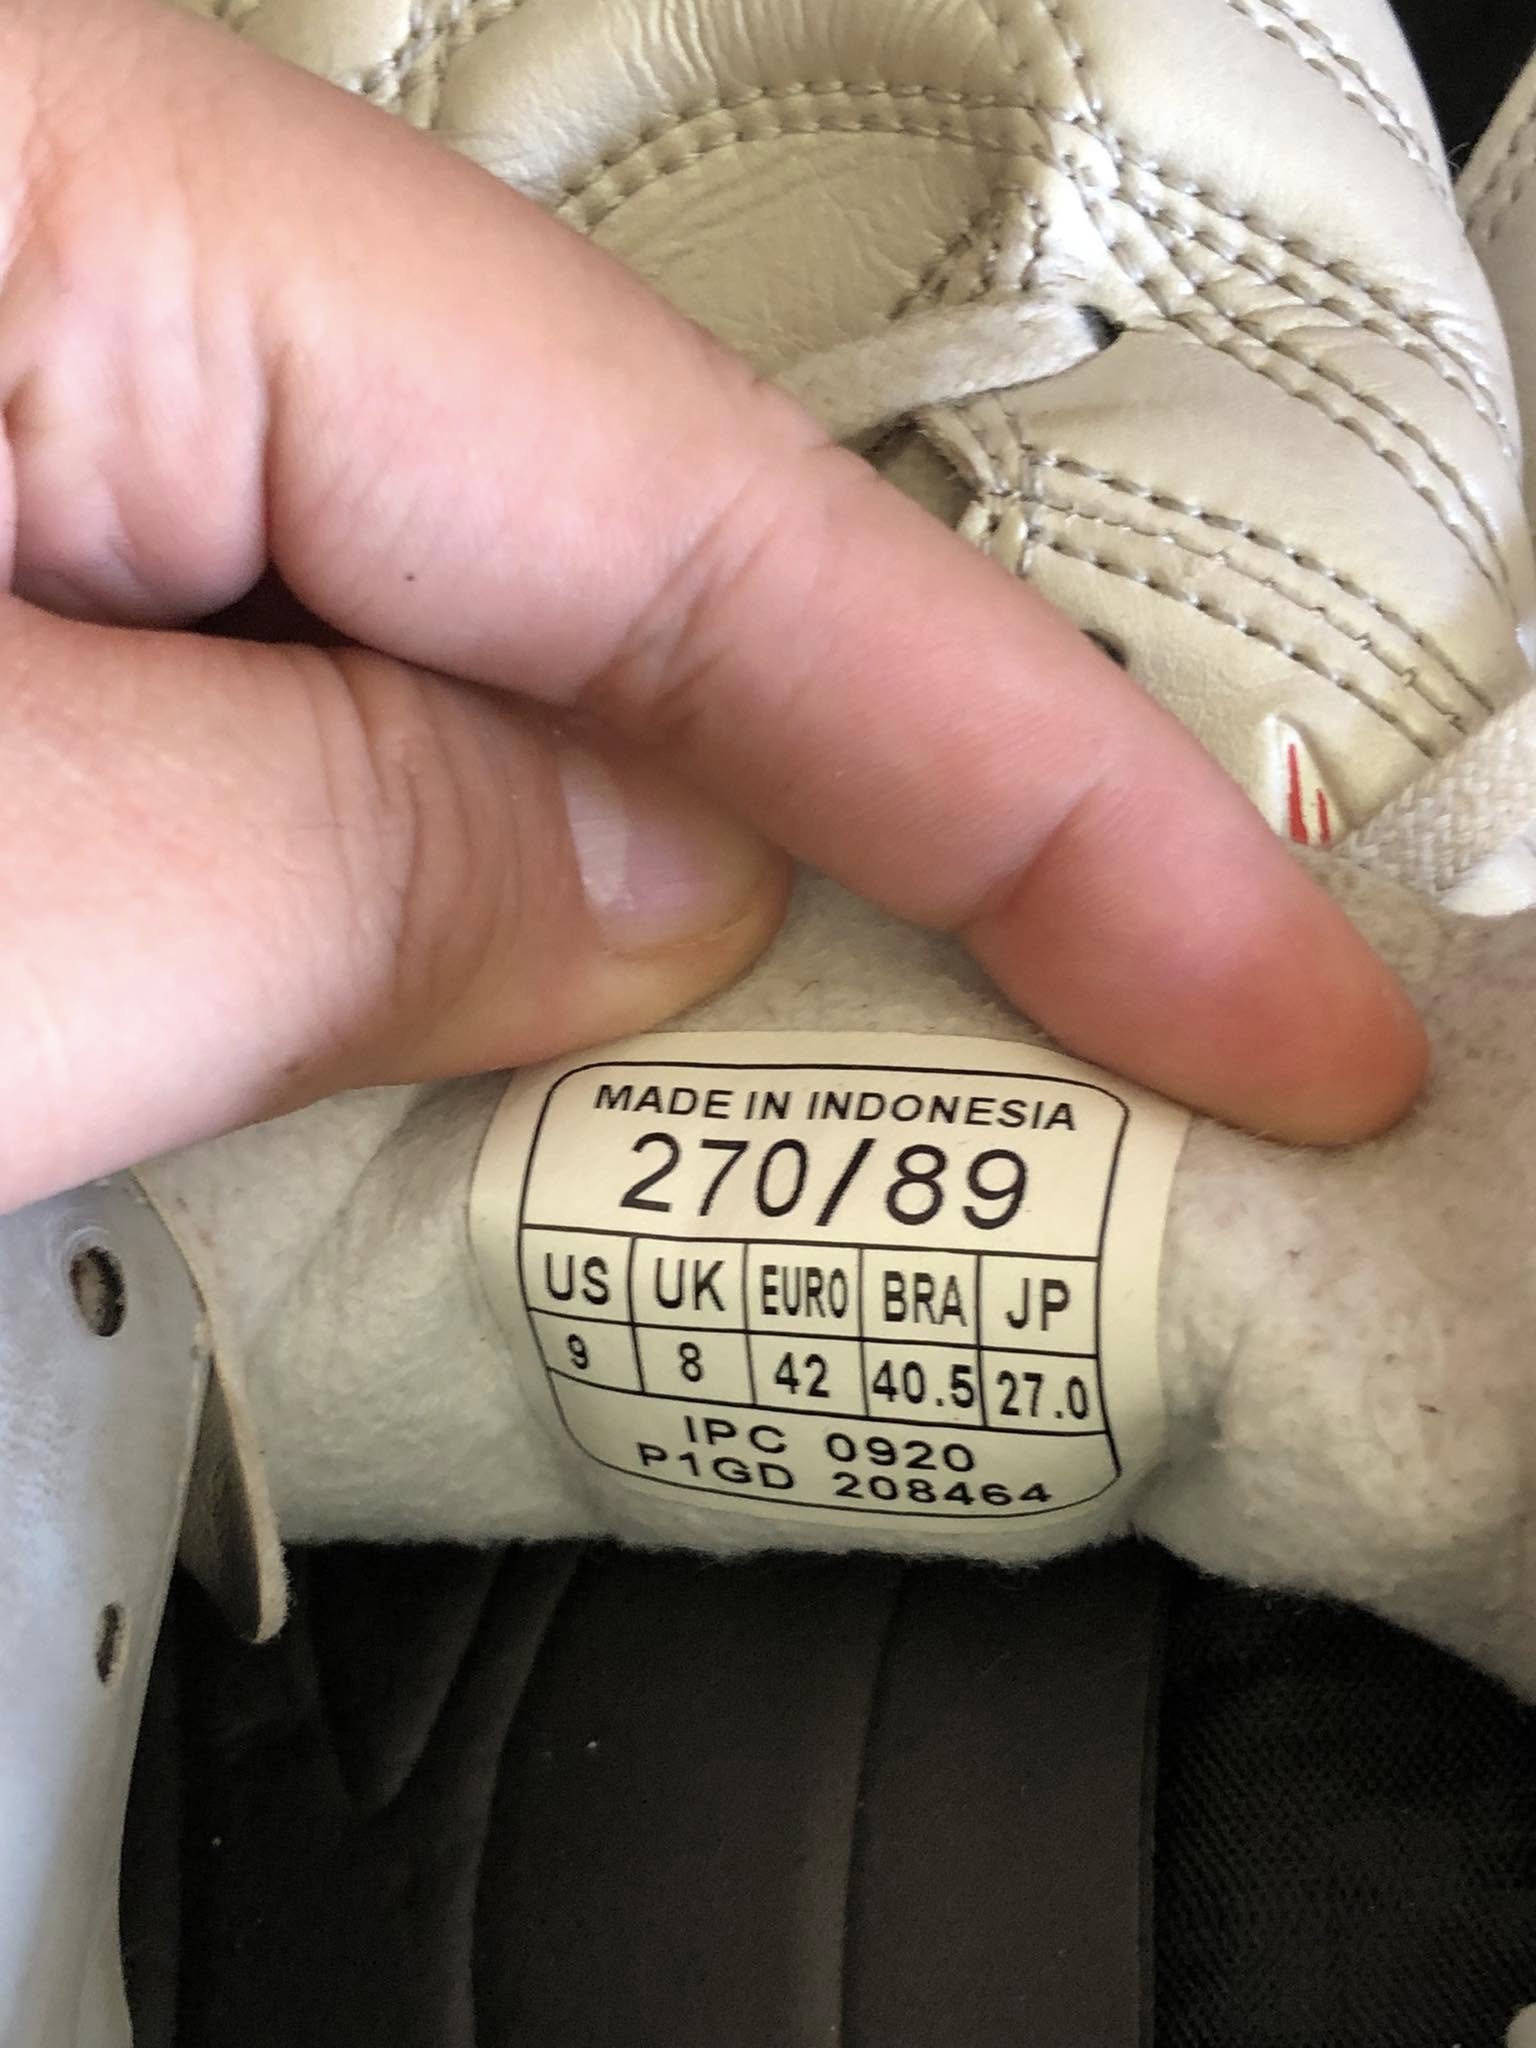 MADE IN INDONESIA
270/89
US UK EURO BRA JP
9 8 42 40.5 27.0
IPC 0920
P1GD 208464